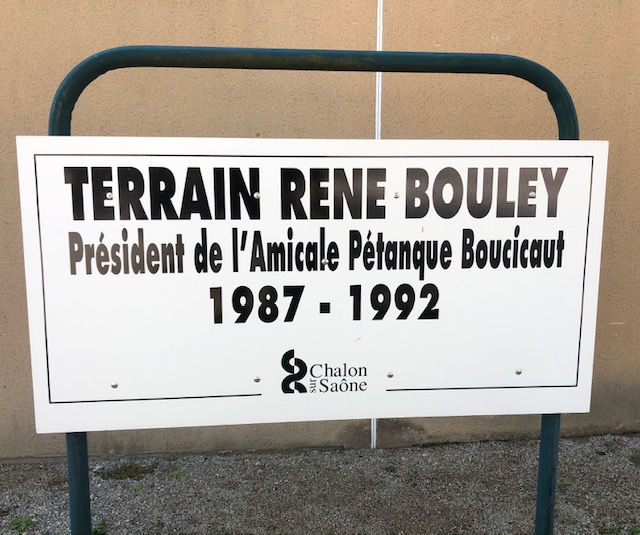 TERRAIN RENE BOULEY
Président de l'Amicale Pétanque Boucicaut
1987 - 1992
Chalon
sur Saône